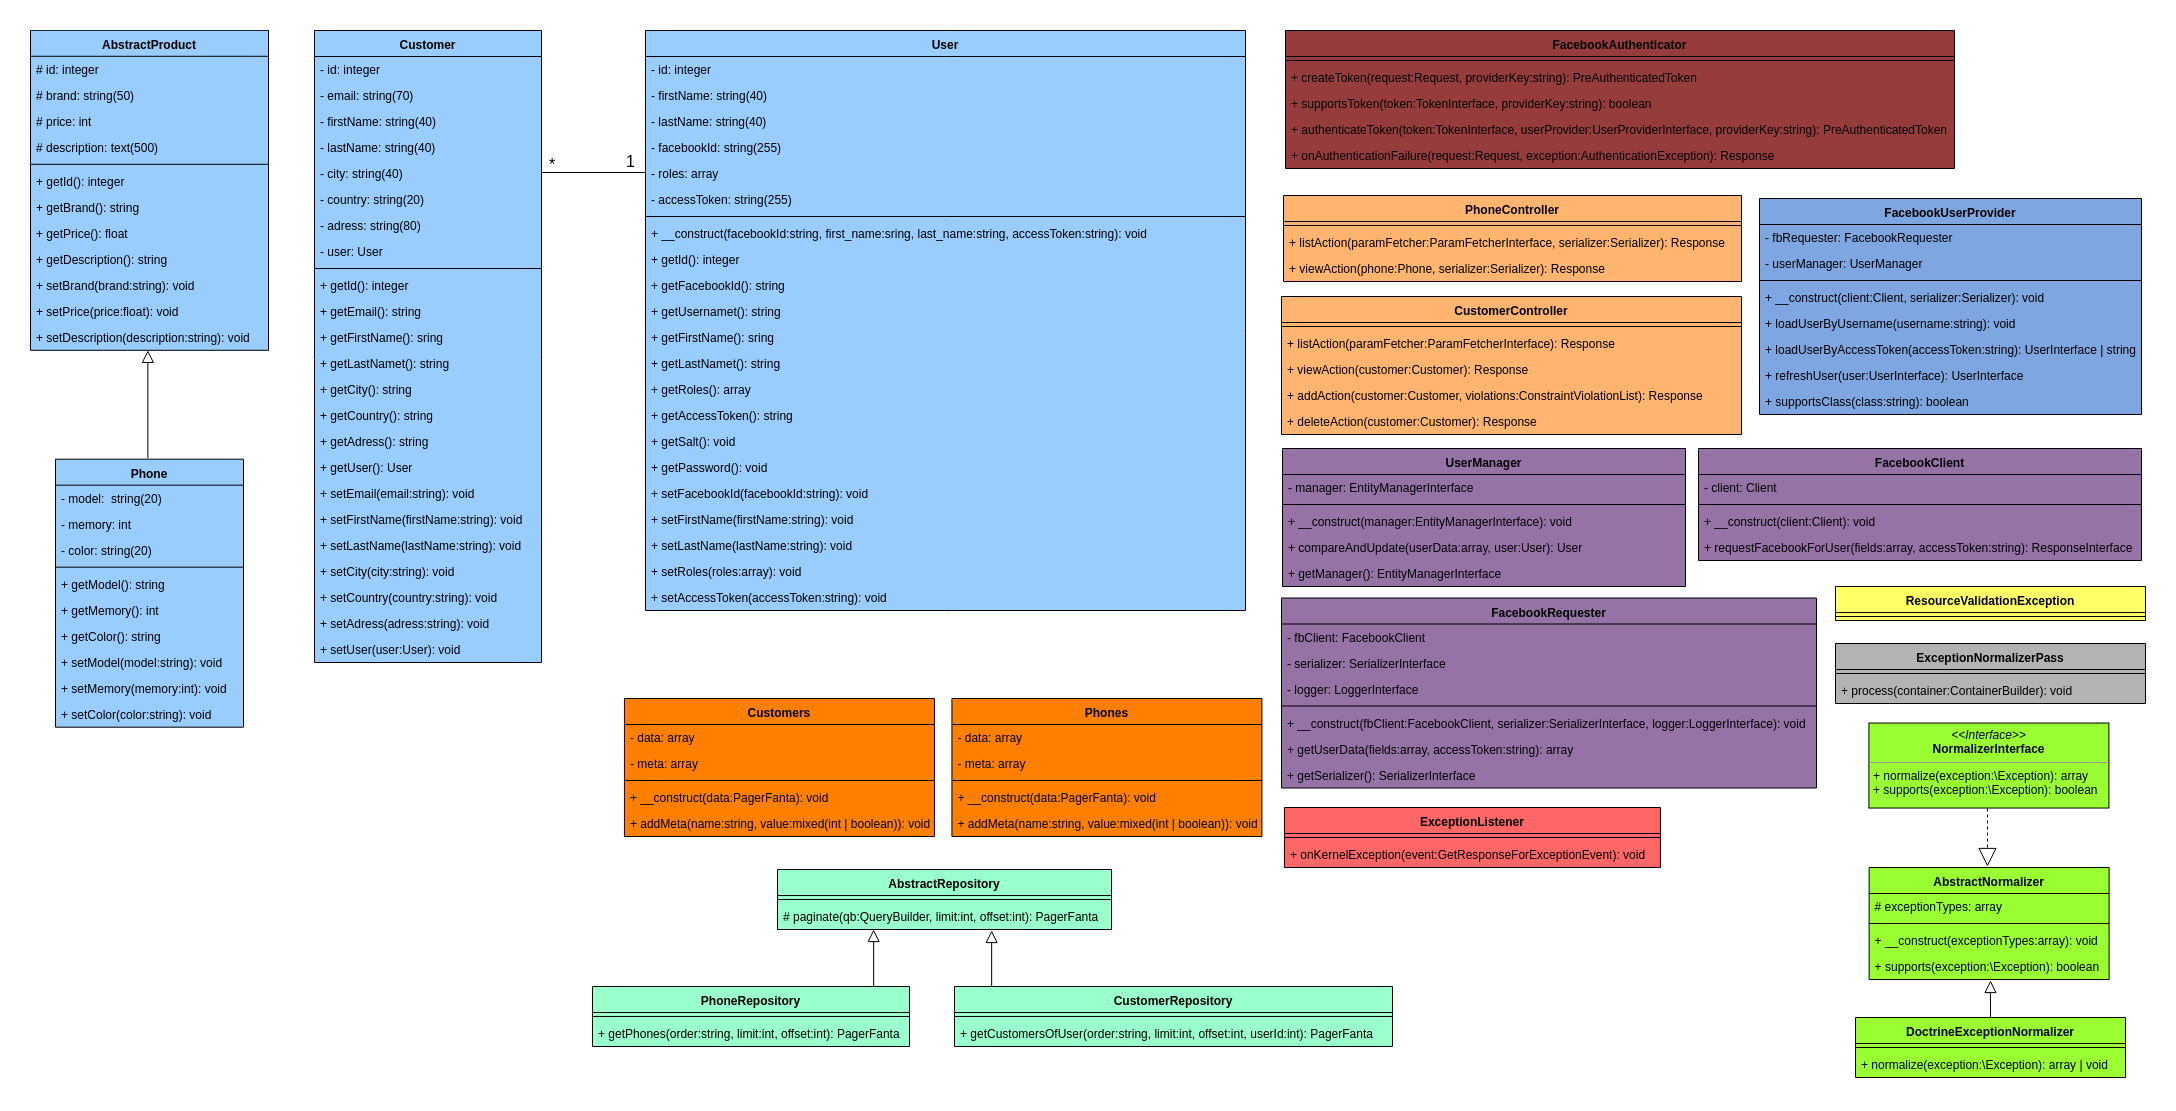 AbstractProduct
# id: integer
# brand: string(50)
# price: int
# description: text(500)
+ getId(): integer
+ getBrand(): string
+ getPrice(): float
+ getDescription(): string
+ setBrand(brand:string): void
+ setPrice(price:float): void
+ setDescription(description:string): void
Phone
- model:  string(20)
- memory: int
- color: string(20)
+ getModel(): string
+ getMemory(): int
+ getColor(): string
+ setModel(model:string): void
+ setMemory(memory:int): void
+ setColor(color:string): void
Customer
- id: integer
- email: string(70)
- firstName: string(40)
- lastName: string(40)
- city: string(40)
- country: string(20)
- adress: string(80)
- user: User
+ getId(): integer
+ getEmail(): string
+ getFirstName(): sring
+ getLastNamet(): string
+ getCity(): string
+ getCountry(): string
+ getAdress(): string
+ getUser(): User
+ setEmail(email:string): void
+ setFirstName(firstName:string): void
+ setLastName(lastName:string): void
+ setCity(city:string): void
+ setCountry(country:string): void
+ setAdress(adress:string): void
+ setUser(user:User): void
* 1
User
- id: integer
- firstName: string(40)
- lastName: string(40)
- facebookId: string(255)
- roles: array
- accessToken: string(255)
+ __construct(facebookId:string, first_name:sring, last_name:string, accessToken:string): void
+ getId(): integer
+ getFacebookId(): string
+ getUsernamet(): string
+ getFirstName(): sring
+ getLastNamet(): string
+ getRoles(): array
+ getAccessToken(): string
+ getSalt(): void
+ getPassword(): void
+ setFacebookId(facebookId:string): void
+ setFirstName(firstName:string): void
+ setLastName(lastName:string): void
+ setRoles(roles:array): void
+ setAccessToken(accessToken:string): void
Customers
- data: array
- meta: array
+ __construct(data:PagerFanta): void
+ addMeta(name:string, value:mixed(int | boolean)): void
Phones
- data: array
- meta: array
+ __construct(data:PagerFanta): void
+ addMeta(name:string, value:mixed(int | boolean)): void
AbstractRepository
# paginate(qb:QueryBuilder, limit:int, offset:int): PagerFanta
PhoneRepository
+ getPhones(order:string, limit:int, offset:int): PagerFanta
CustomerRepository
+ getCustomersOfUser(order:string, limit:int, offset:int, userId:int): PagerFanta
FacebookAuthenticator
+ createToken(request:Request, providerKey:string): PreAuthenticatedToken
+ supportsToken(token:TokenInterface, providerKey:string): boolean
+ authenticateToken(token:TokenInterface, userProvider:UserProviderInterface, providerKey:string): PreAuthenticatedToken
+ onAuthenticationFailure(request:Request, exception:AuthenticationException): Response
PhoneController
+ listAction(paramFetcher:ParamFetcherInterface, serializer:Serializer): Response
+ viewAction(phone:Phone, serializer:Serializer): Response
FacebookUserProvider
- fbRequester: FacebookRequester
- userManager: UserManager
+ __construct(client:Client, serializer:Serializer): void
+ loadUserByUsername(username:string): void
+ loadUserByAccessToken(accessToken:string): UserInterface | string
+ refreshUser(user:UserInterface): UserInterface
+ supportsClass(class:string): boolean
CustomerController
+ listAction(paramFetcher:ParamFetcherInterface): Response
+ viewAction(customer:Customer): Response
+ addAction(customer:Customer, violations:ConstraintViolationList): Response
+ deleteAction(customer:Customer): Response
UserManager
- manager: EntityManagerInterface
+ __construct(manager:EntityManagerInterface): void
+ compareAndUpdate(userData:array, user:User): User
+ getManager(): EntityManagerInterface
FacebookClient
- client: Client
+ __construct(client:Client): void
+ requestFacebookForUser(fields:array, accessToken:string): ResponseInterface
FacebookRequester
- fbClient: FacebookClient
- serializer: SerializerInterface
- logger: LoggerInterface
+ __construct(fbClient:FacebookClient, serializer:SerializerInterface, logger:LoggerInterface): void
+ getUserData(fields:array, accessToken:string): array
+ getSerializer(): SerializerInterface
ResourceValidationException
ExceptionNormalizerPass
+ process(container:ContainerBuilder): void
ExceptionListener
+ onKernelException(event:GetResponseForExceptionEvent): void
<<Interface>>
NormalizerInterface
+ normalize(exception:\Exception): array
+ supports(exception:\Exception): boolean
AbstractNormalizer
# exceptionTypes: array
+ __construct(exceptionTypes:array): void
+ supports(exception:\Exception): boolean
DoctrineExceptionNormalizer
+ normalize(exception:\Exception): array | void